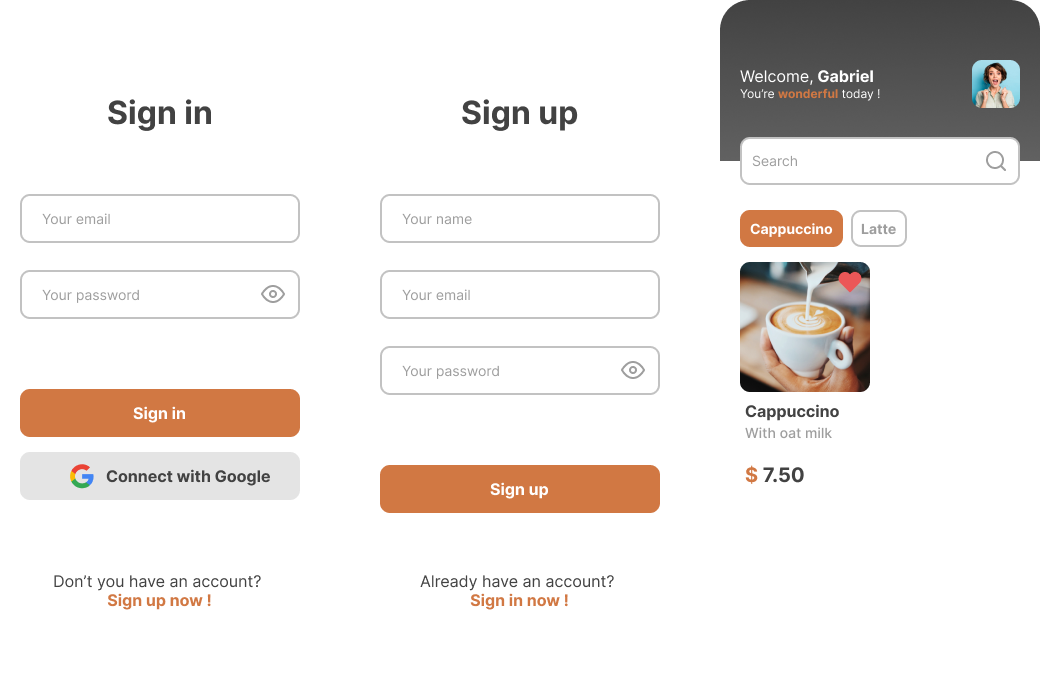 Sign in
Your email
Your password
Sign in
Connect with Google
Don’t you have an account?
Sign up now !
Sign up
Your name
Your email
Your password
Sign up
Already have an account?
Sign in now !
Welcome, Gabriel
You're wonderful today !
Search
Cappuccino
Latte
Cappuccino
With oat milk
$ 7.50